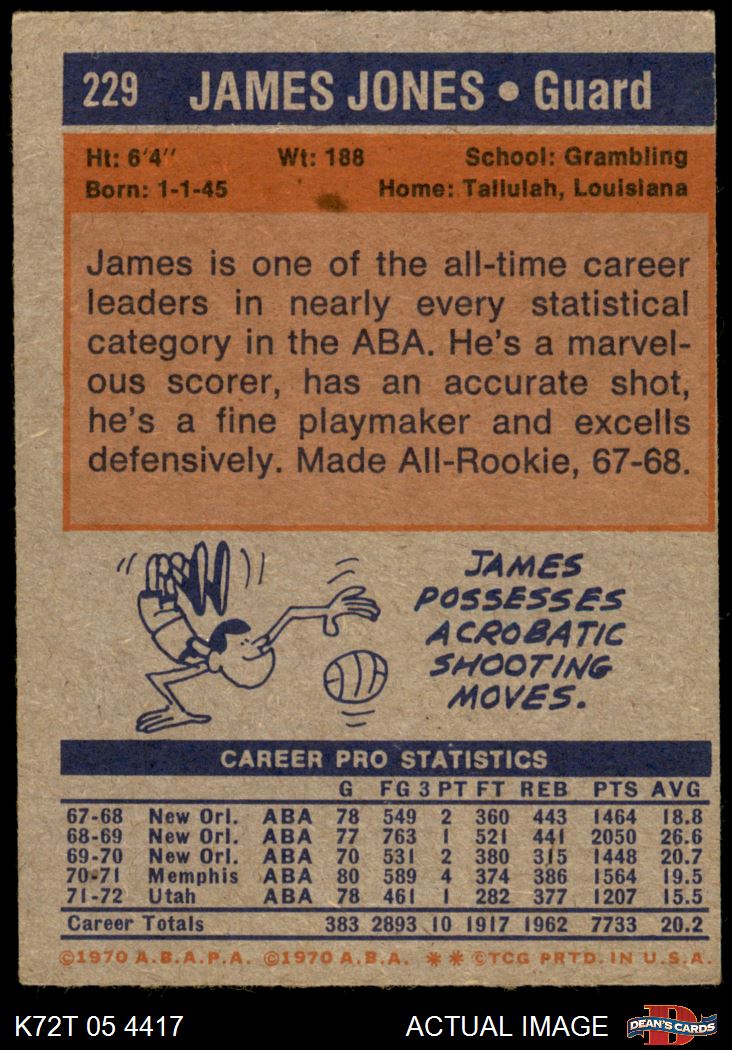 229 JAMES JONES • Guard
Ht: 6'4'' Wt: 188 School: Grambling
Born: 1-1-45 Home: Tallulah, Louisiana
James is one of the all-time career
leaders in nearly every statistical
category in the ABA. He's a marvel-
ous scorer, has an accurate shot,
he's a fine playmaker and excells
defensively. Made All-Rookie, 67-68.
JAMES
POSSESSES
ACROBATIC
SHOOTING
MOVES.
CAREER PRO STATISTICS
G FG 3 PT FT REB PTS AVG
67-68 New Orl. ABA 78 549 2 360 443 1464 18.8
68-69 New Orl. ABA 77 763 1 521 441 2050 26.6
69-70 New Orl. ABA 70 531 2 380 315 1448 20.7
70-71 Memphis ABA 80 589 4 374 386 1564 19.5
71-72 Utah ABA 78 461 1 282 377 1207 15.5
Career Totals 383 2893 10 1917 1962 7733 20.2
©1970 A.B.A.P.A. ©1970 A.B.A. ** ©TCG PRTD. IN U.S.A.
K72T 05 4417 ACTUAL IMAGE DEAN'S CARDS